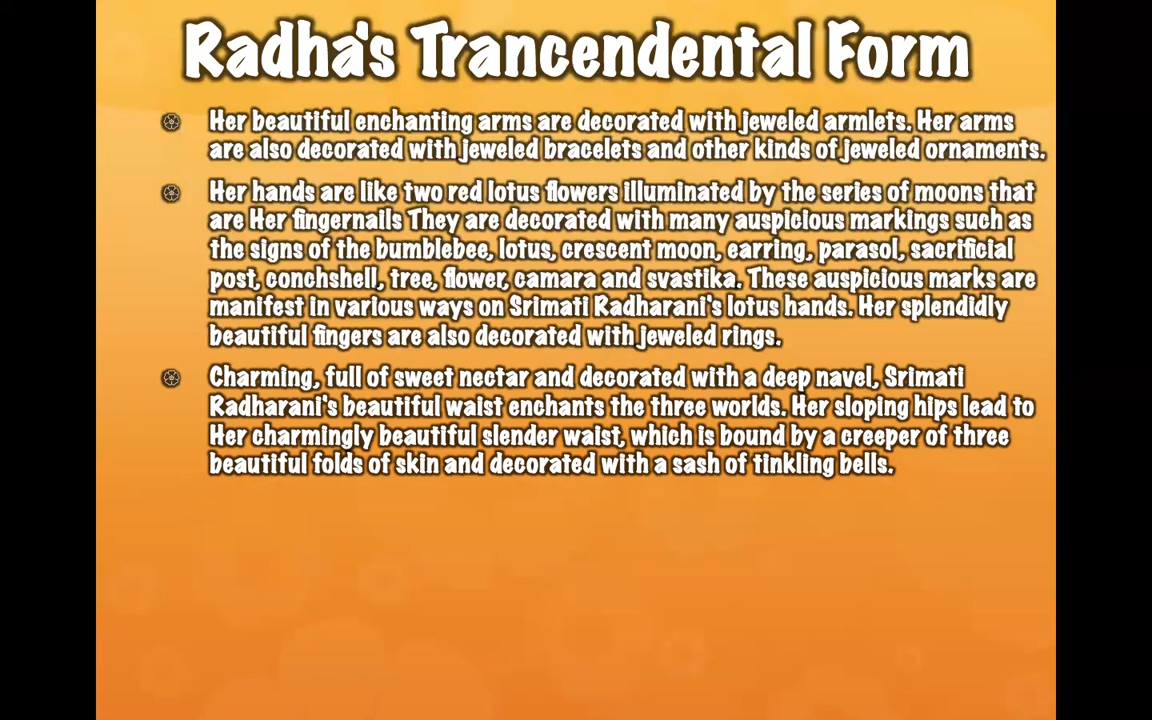 Radha's Trancendental Form
Her beautiful enchanting arms are decorated with jeweled armlets. Her arms
are also decorated with jeweled bracelets and other kinds of jeweled ornaments.
Her hands are like two red lotus flowers illuminated by the series of moons that
are Her fingernails They are decorated with many auspicious markings such as
the signs of the bumblebee, lotus, crescent moon, earring, parasol, sacrificial
post, conchshell, tree, flower, camara and svastika. These auspicious marks are
manifest in various ways on Srimati Radharani's lotus hands. Her splendidly
beautiful fingers are also decorated with jeweled rings.
Charming, full of sweet nectar and decorated with a deep navel, Srimati
Radharani's beautiful waist enchants the three worlds. Her sloping hips lead to
Her charmingly beautiful slender waist, which is bound by a creeper of three
beautiful folds of skin and decorated with a sash of tinkling bells.